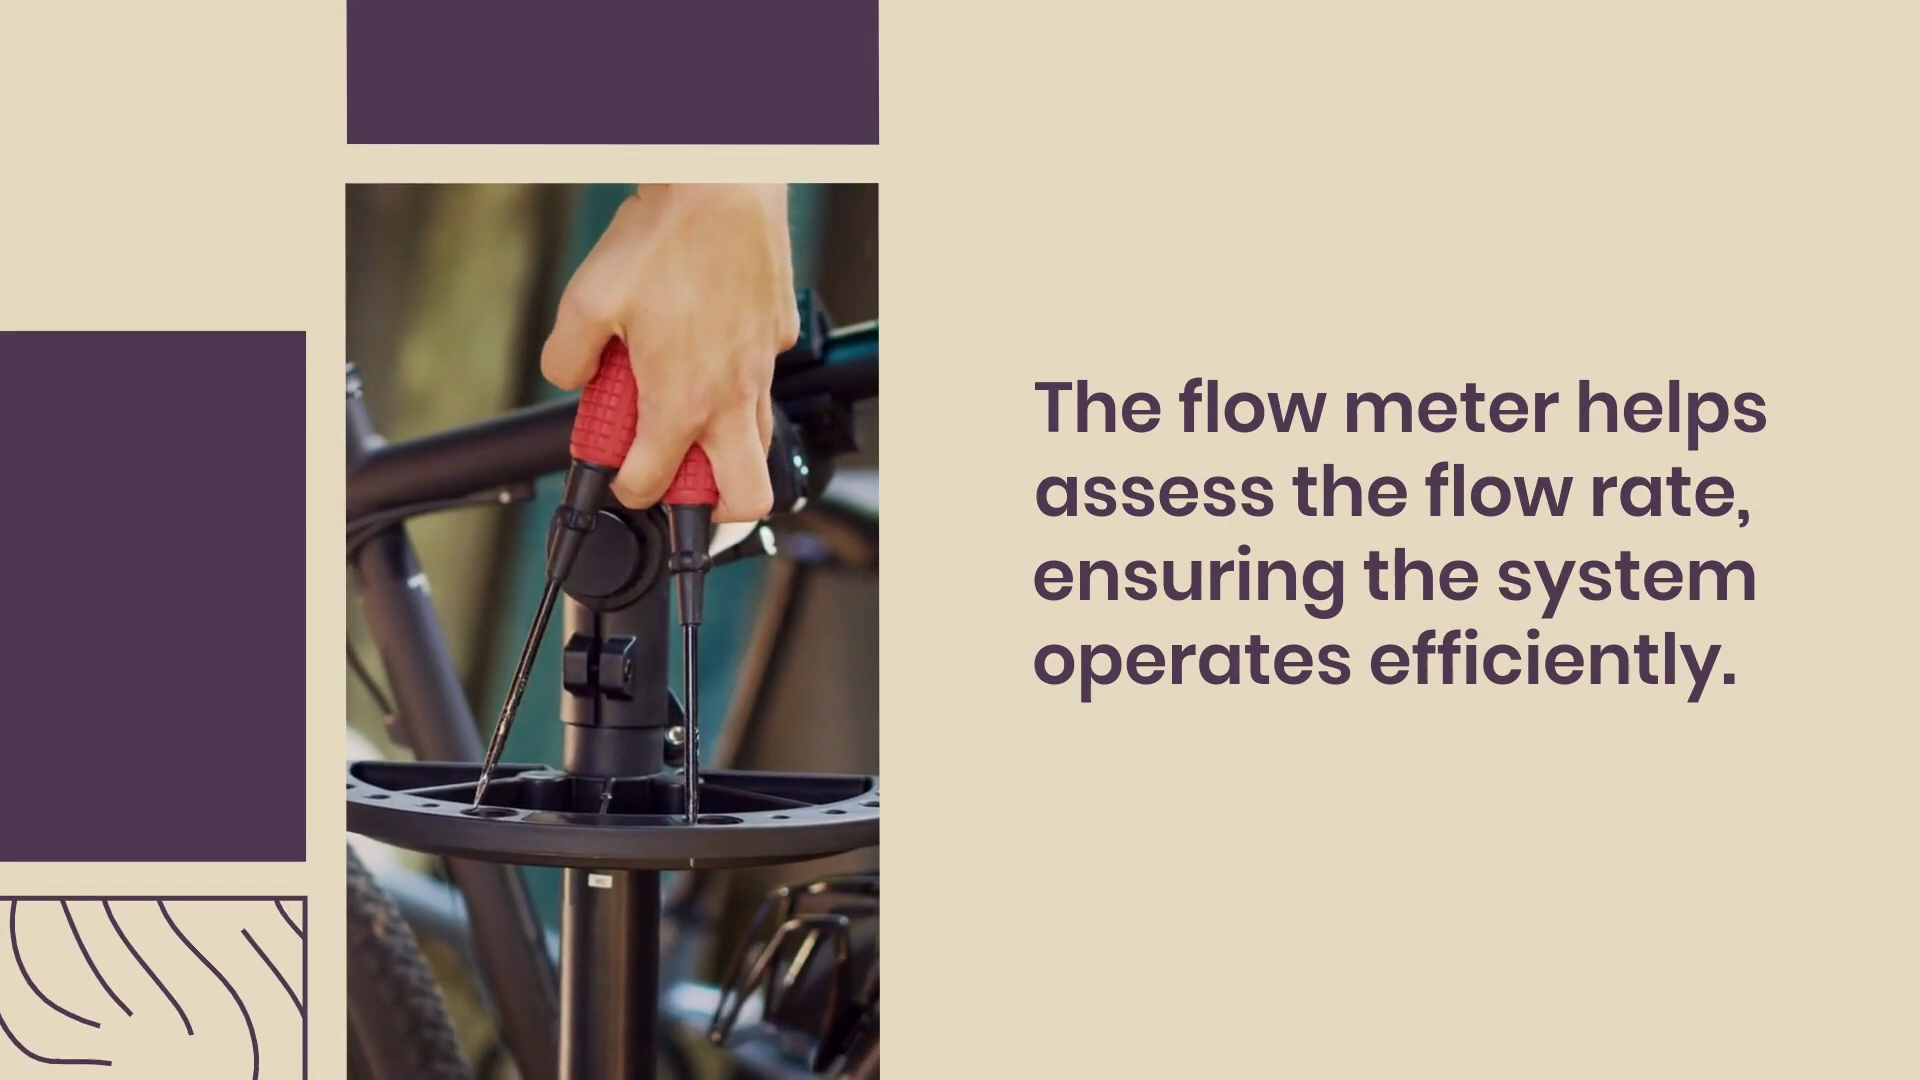 The flow meter helps
assess the flow rate,
ensuring the system
operates efficiently.